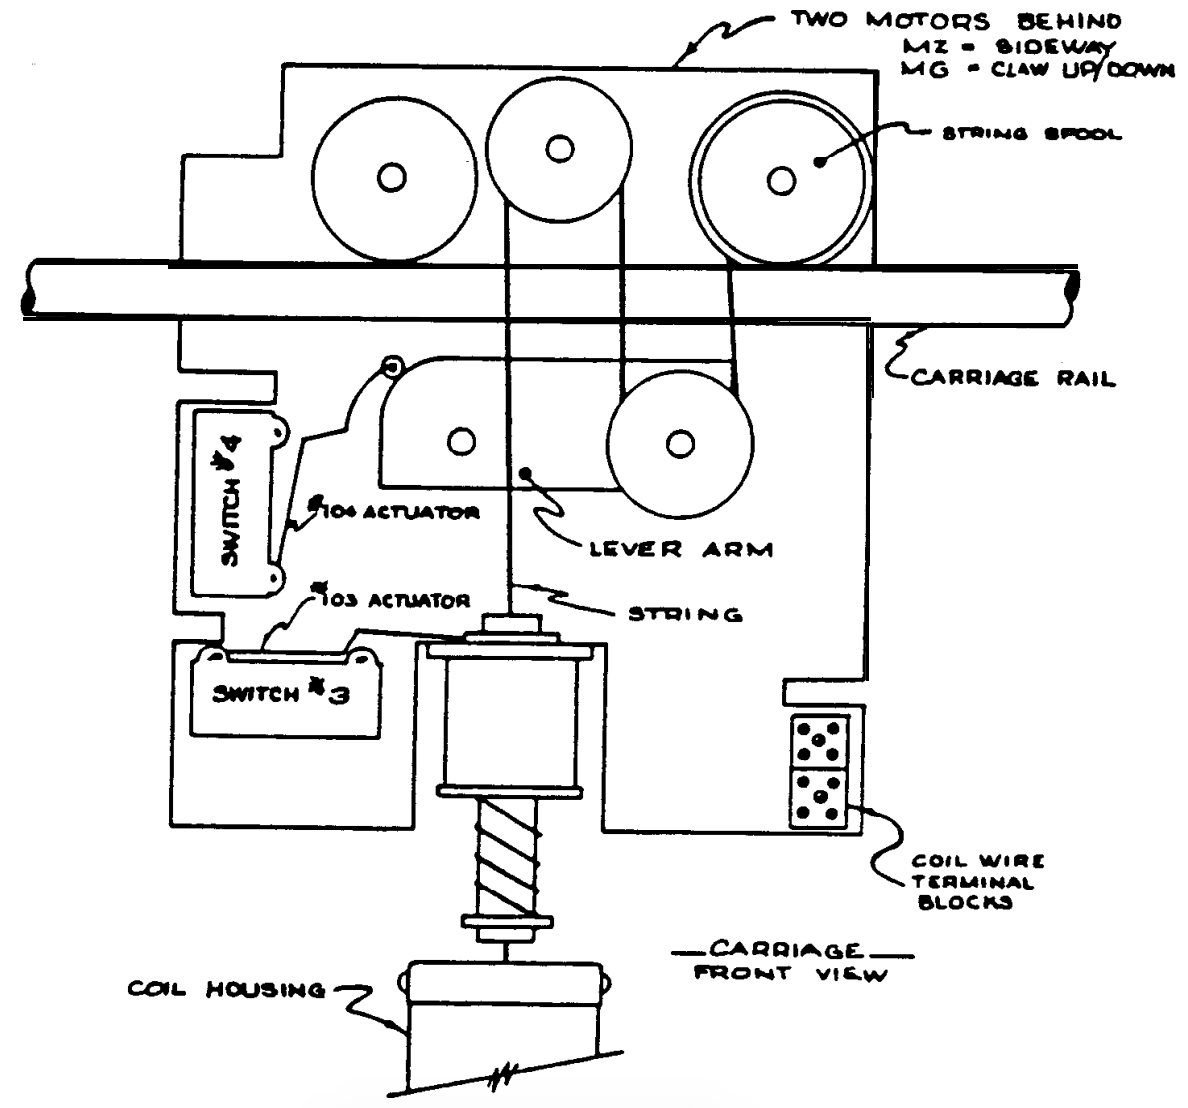 TWO MOTORS BEHIND
MZ = SIDEWAY
MG = CLAW UP/DOWN
STRING SPOOL
CARRIAGE RAIL
SWITCH #4
#104 ACTUATOR
LEVER ARM
#103 ACTUATOR
STRING
SWITCH #3
COIL WIRE
TERMINAL
BLOCKS
CARRIAGE
FRONT VIEW
COIL HOUSING